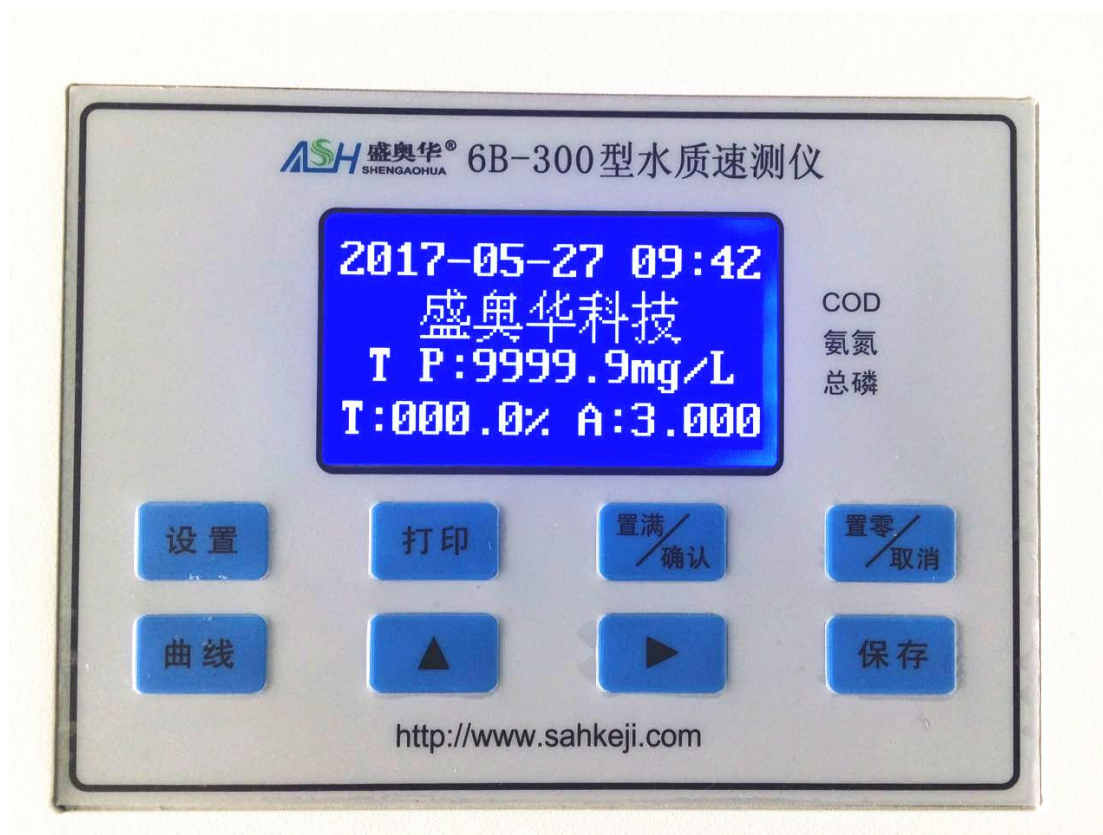 ASH 盛奥华® SHENGAOHUA 6B-300型水质速测仪
2017-05-27 09:42
盛奥华科技
T P:9999.9mg/L
T:000.0% A:3.000
COD
氨氮
总磷
设置 打印 置满/确认 置零/取消
曲线 ▲ ▶ 保存
http://www.sahkeji.com